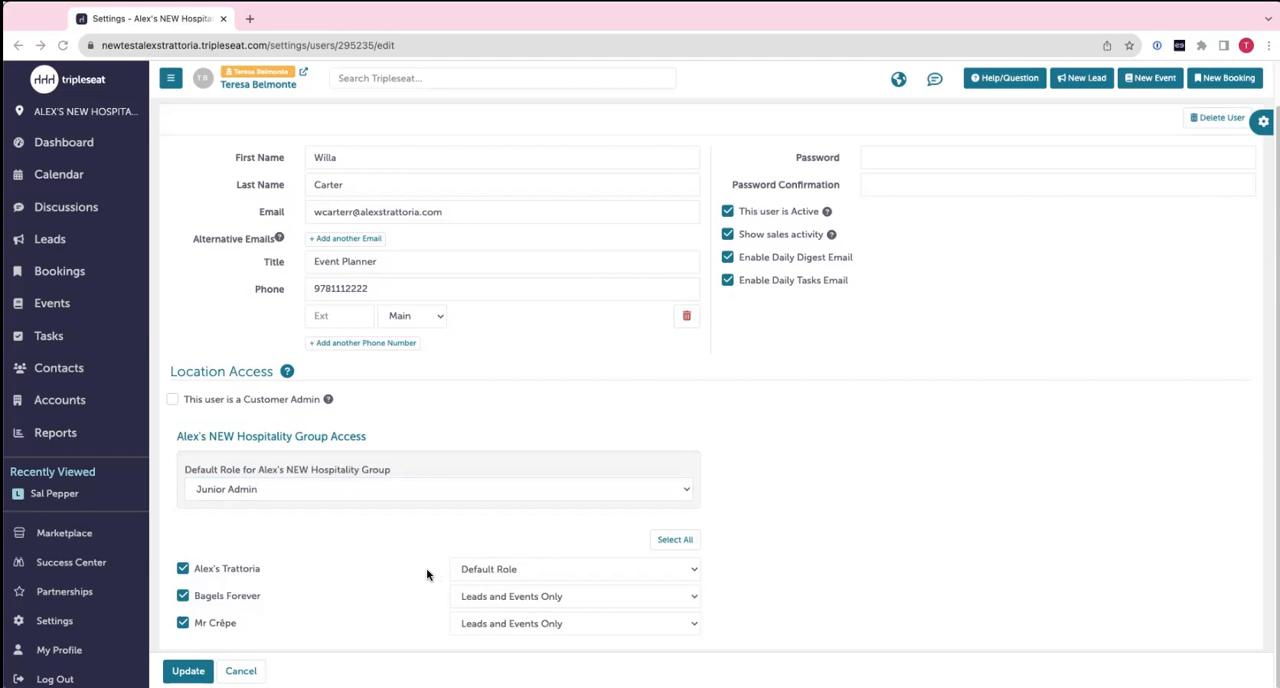 Settings - Alex's NEW Hospita
newtestalexstrattoria.tripleseat.com/settings/users/295235/edit
T
tripleseat
TB
Teresa Belmonte
Teresa Belmonte
Search Tripleseat...
Help/Question
New Lead
New Event
New Booking
ALEX'S NEW HOSPITA...
Dashboard
Calendar
Discussions
Leads
Bookings
Events
Tasks
Contacts
Accounts
Reports
Recently Viewed
L Sal Pepper
Marketplace
Success Center
Partnerships
Settings
My Profile
Log Out
Delete User
First Name Willa
Last Name Carter
Email wcarterr@alexstrattoria.com
Alternative Emails ? + Add another Email
Title Event Planner
Phone 9781112222
Ext Main
+ Add another Phone Number
Password
Password Confirmation
This user is Active ?
Show sales activity ?
Enable Daily Digest Email
Enable Daily Tasks Email
Location Access ?
This user is a Customer Admin ?
Alex's NEW Hospitality Group Access
Default Role for Alex's NEW Hospitality Group
Junior Admin
Select All
Alex's Trattoria Default Role
Bagels Forever Leads and Events Only
Mr Crêpe Leads and Events Only
Update Cancel